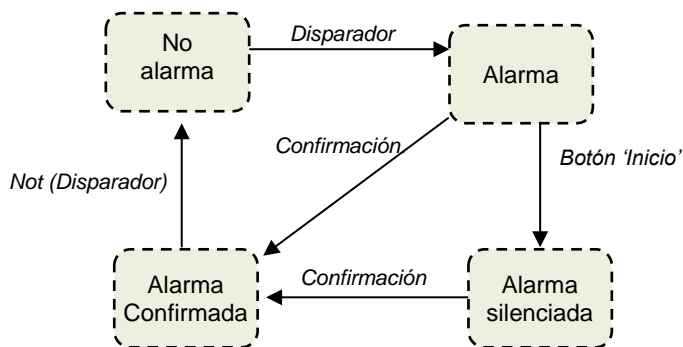 No
alarma
Disparador
Alarma
Confirmación
Botón ‘Inicio’
Not (Disparador)
Alarma
Confirmada
Confirmación
Alarma
silenciada